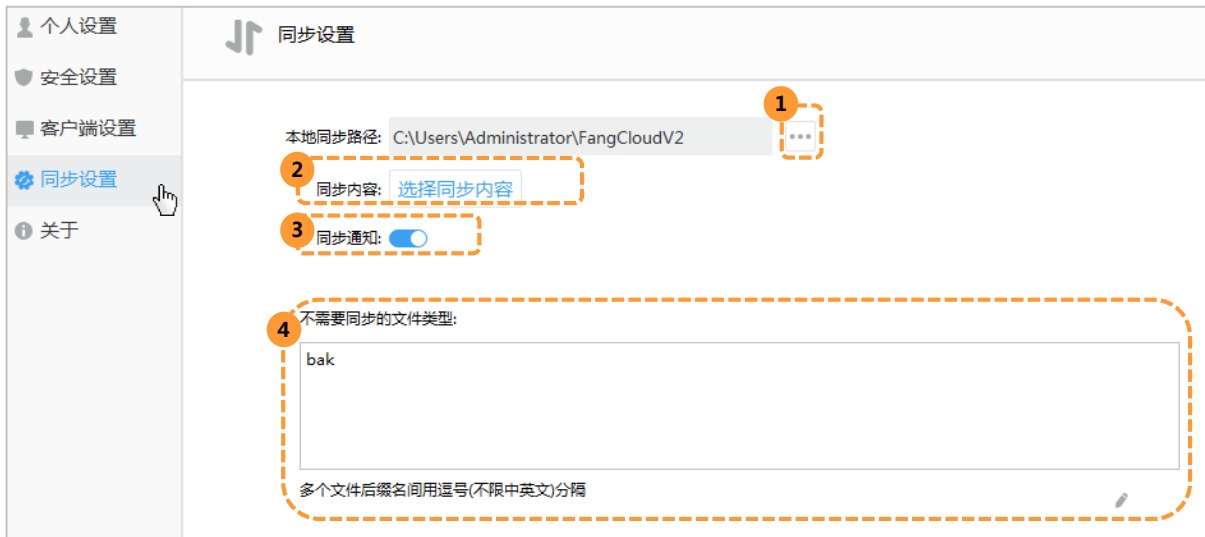 个人设置
安全设置
客户端设置
同步设置
关于
同步设置
1
本地同步路径: C:\Users\Administrator\FangCloudV2 •••
2
同步内容: 选择同步内容
3
同步通知:
4
不需要同步的文件类型:
bak
多个文件后缀名间用逗号(不限中英文)分隔